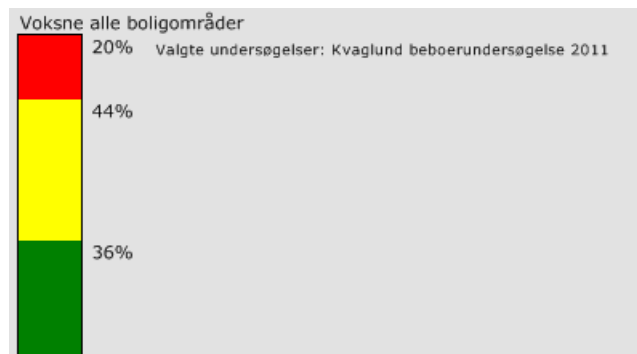 Voksne alle boligområder
20% Valgte undersøgelser: Kvaglund beboerundersøgelse 2011
44%
36%